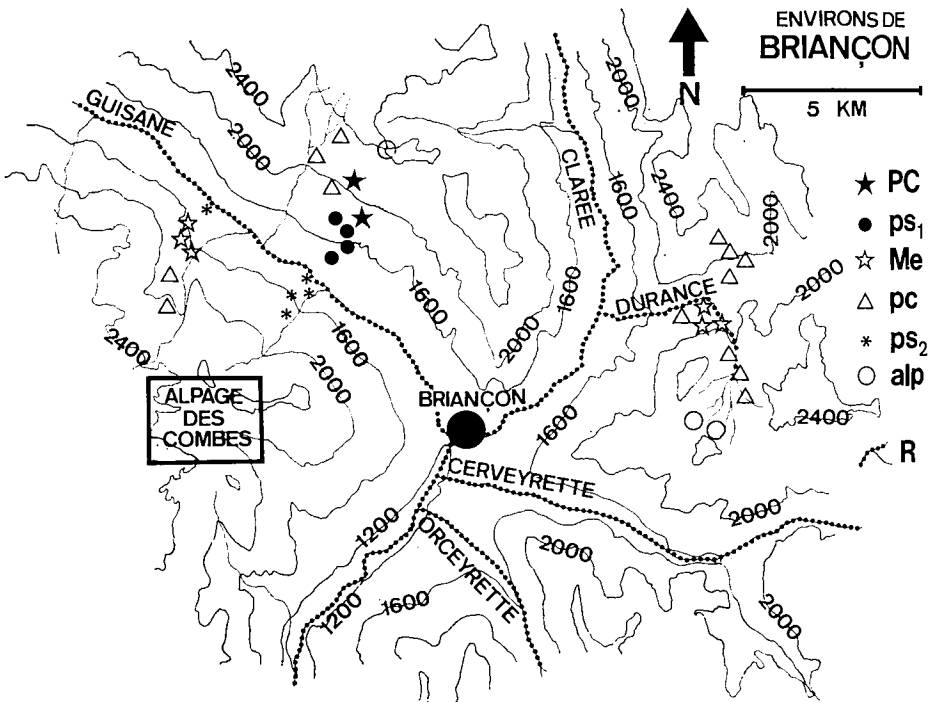 ENVIRONS DE
BRIANÇON
N
5 KM
PC
ps1
Me
pc
ps2
alp
R
GUISANE
2400
2000
CLARÉE
2000
1600
2400
2000
2000
DURANCE
1600
1600
2000
1600
2000
2400
ALPAGE
DES
COMBES
BRIANÇON
1600
2400
CERVEYRETTE
1200
ORCEYRETTE
2000
2000
1200
1600
2000